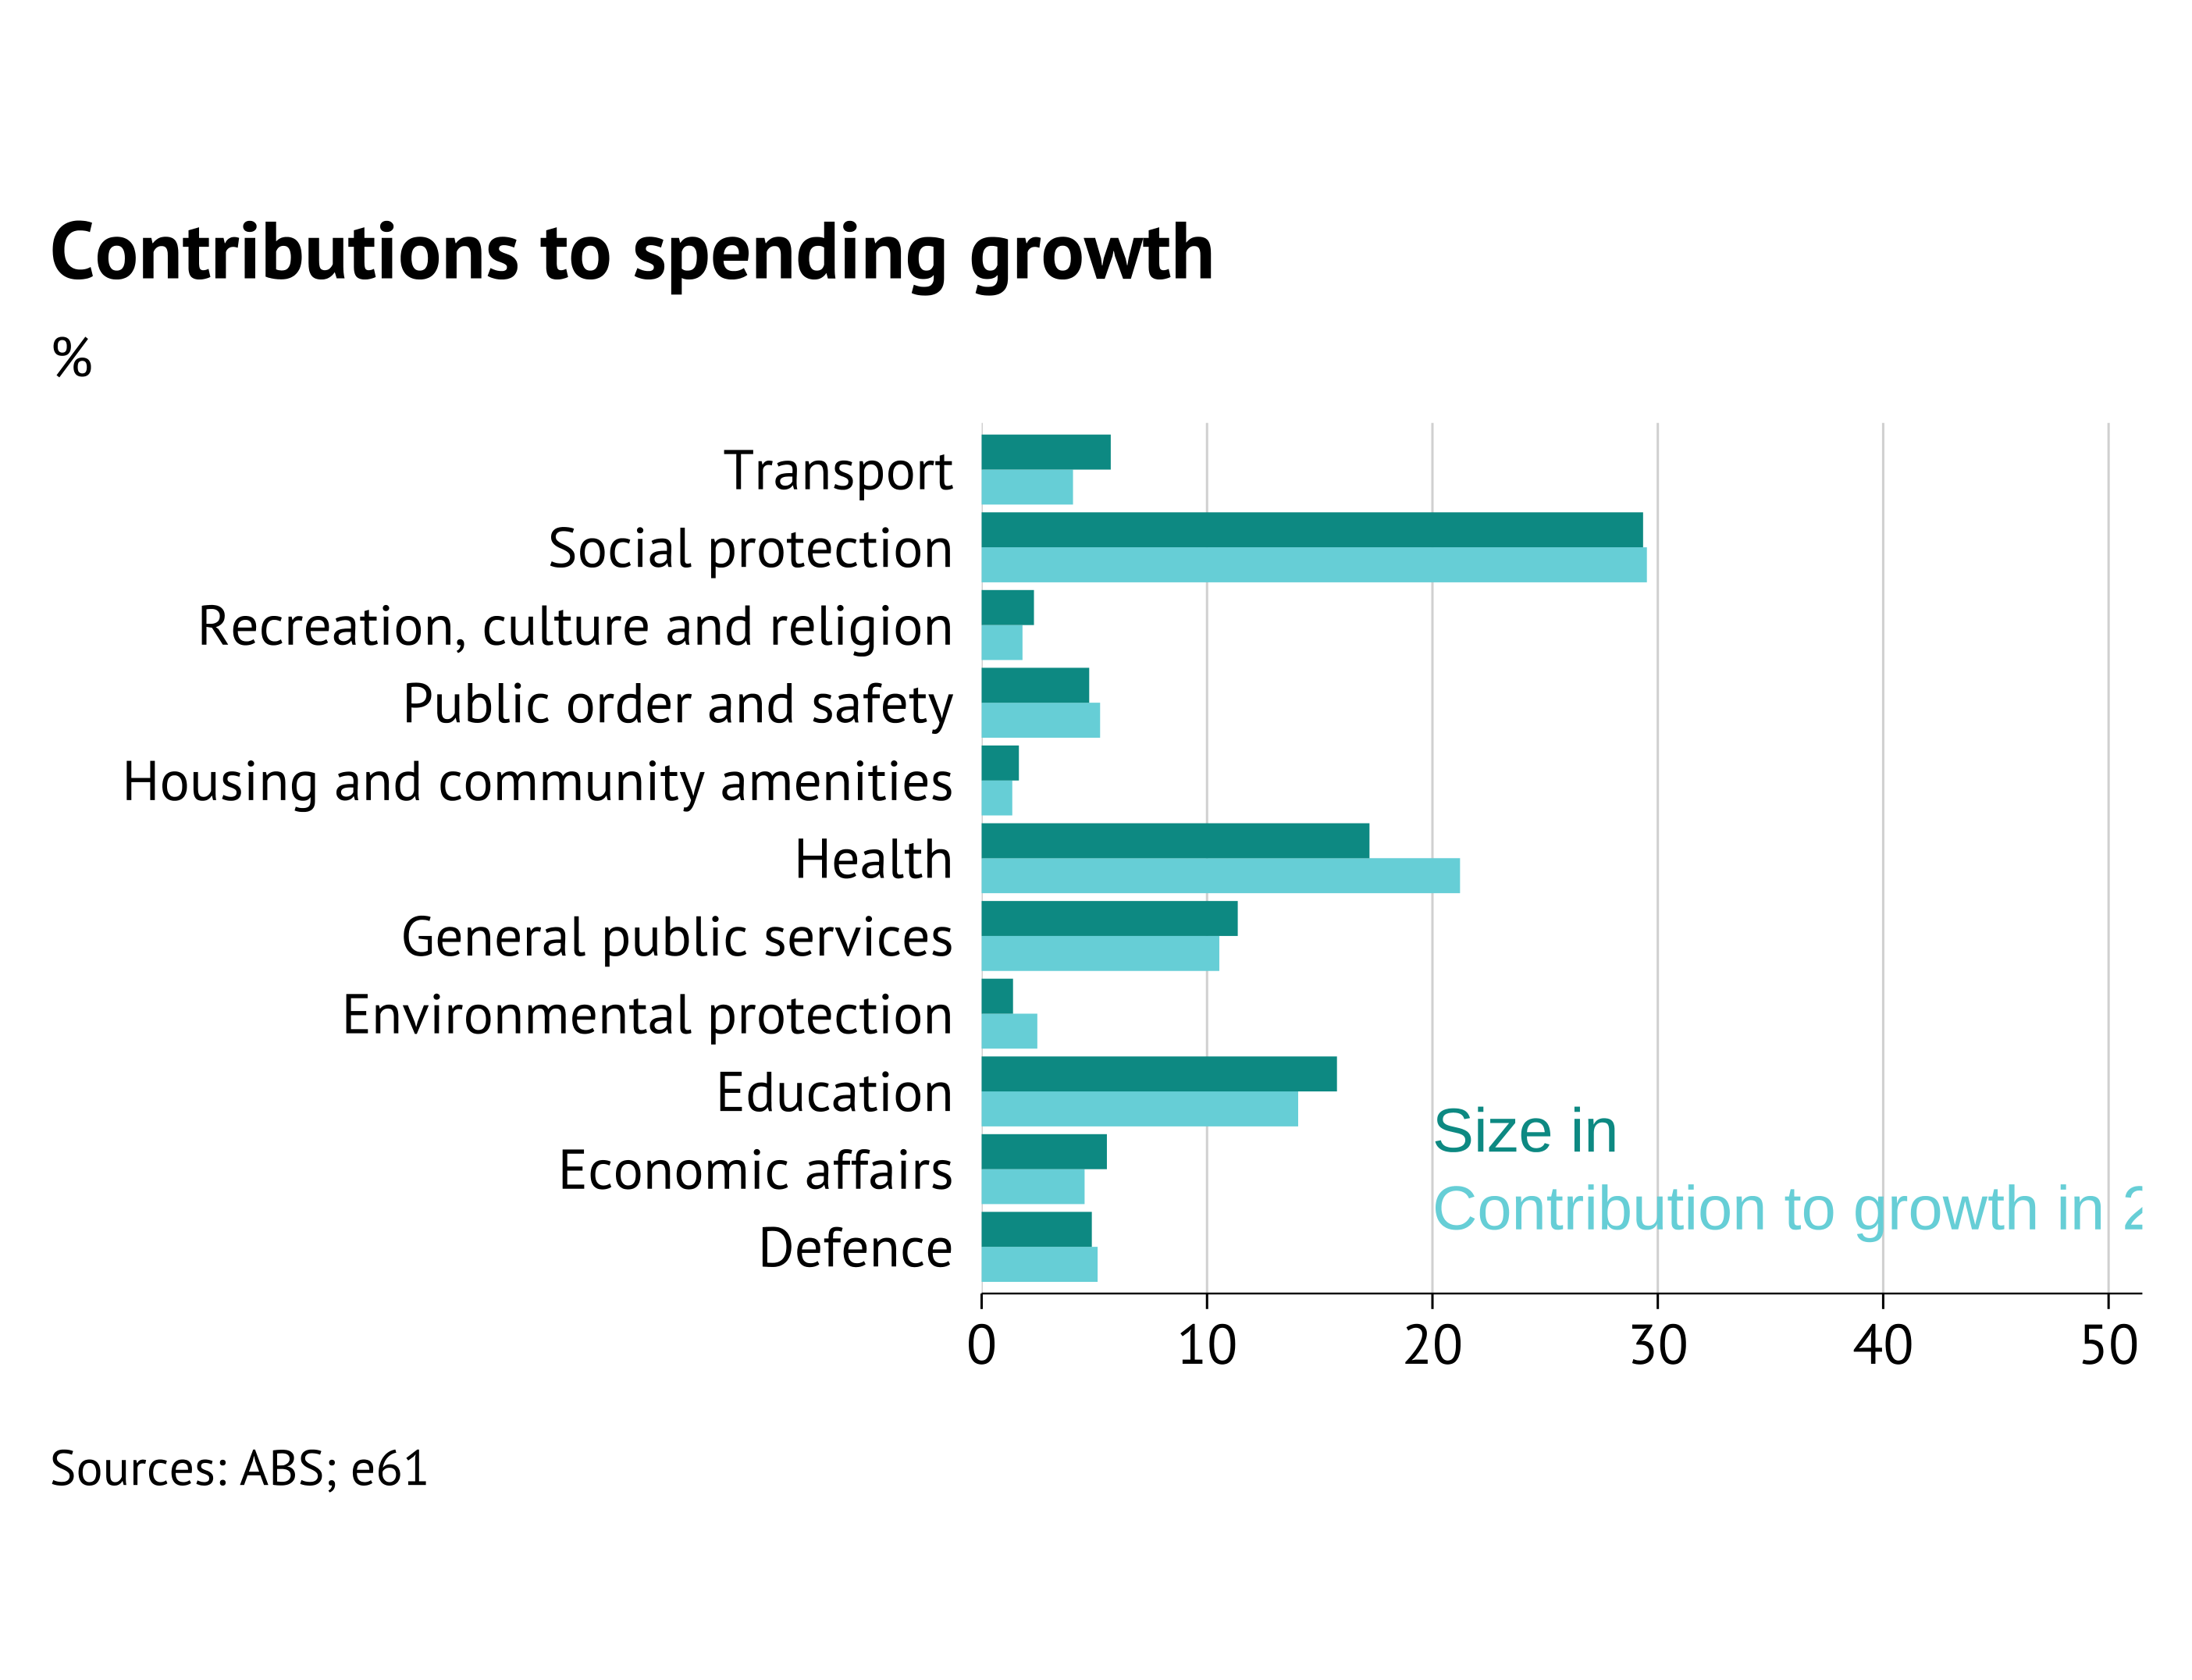 Contributions to spending growth
%
Transport
Social protection
Recreation, culture and religion
Public order and safety
Housing and community amenities
Health
General public services
Environmental protection
Education
Economic affairs
Defence
Size in
Contribution to growth in
0 10 20 30 40 50
Sources: ABS; e61